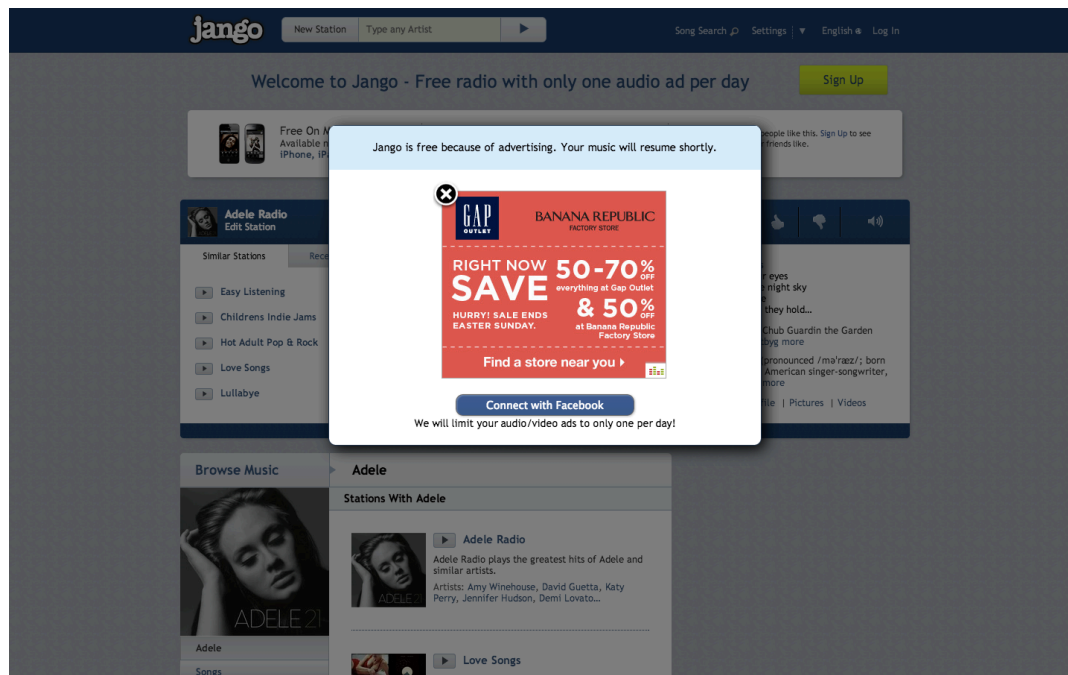 jango
New Station
Type any Artist
Song Search
Settings
English
Log In
Welcome to Jango - Free radio with only one audio ad per day
Sign Up
Free On M
Available n
iPhone, iP
people like this. Sign Up to see
friends like.
Jango is free because of advertising. Your music will resume shortly.
GAP
OUTLET
BANANA REPUBLIC
FACTORY STORE
RIGHT NOW
SAVE
HURRY! SALE ENDS
EASTER SUNDAY.
50-70% OFF
everything at Gap Outlet
& 50% OFF
at Banana Republic
Factory Store
Find a store near you
Connect with Facebook
We will limit your audio/video ads to only one per day!
Adele Radio
Edit Station
Similar Stations
Rece
Easy Listening
Childrens Indie Jams
Hot Adult Pop & Rock
Love Songs
Lullabye
r eyes
night sky
they hold...
Chub Guardin the Garden
byg more
pronounced /mə'ræz/; born
American singer-songwriter,
more
file | Pictures | Videos
Browse Music
Adele
Stations With Adele
ADELE 21
Adele
Songs
ADELE 21
Adele Radio
Adele Radio plays the greatest hits of Adele and
similar artists.
Artists: Amy Winehouse, David Guetta, Katy
Perry, Jennifer Hudson, Demi Lovato...
Love Songs